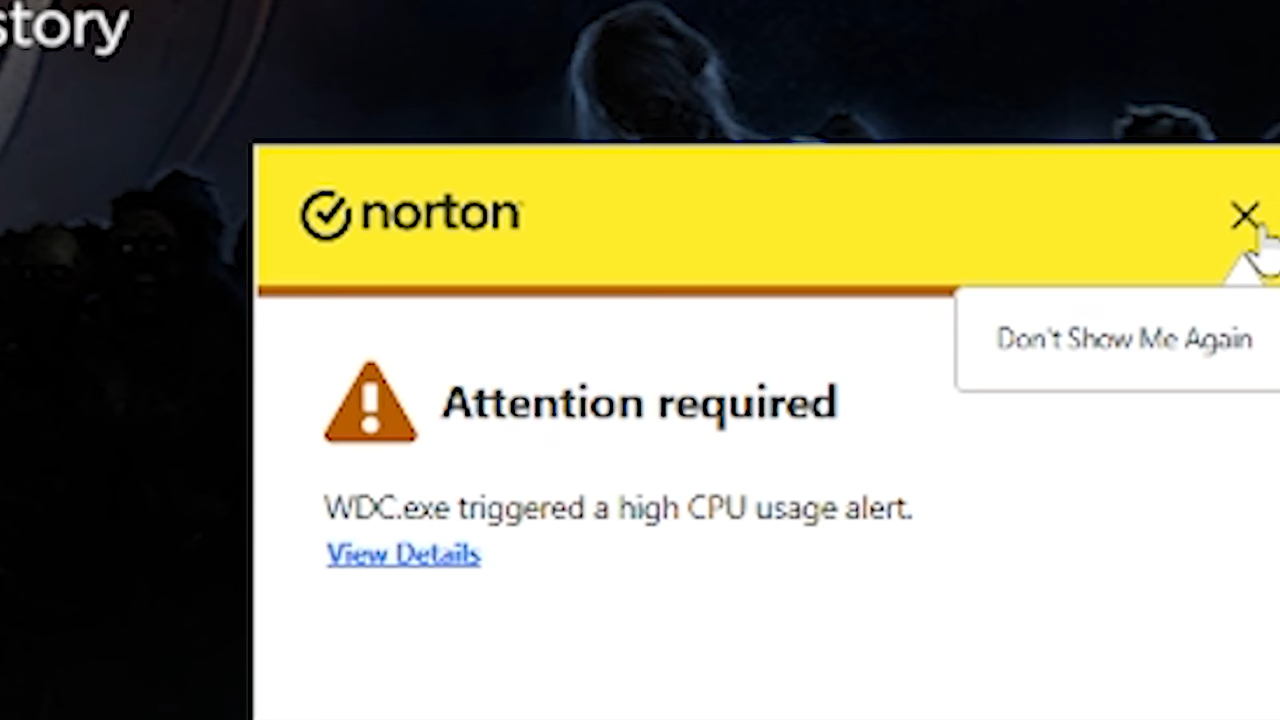 story
norton
Don't Show Me Again
Attention required
WDC.exe triggered a high CPU usage alert.
View Details